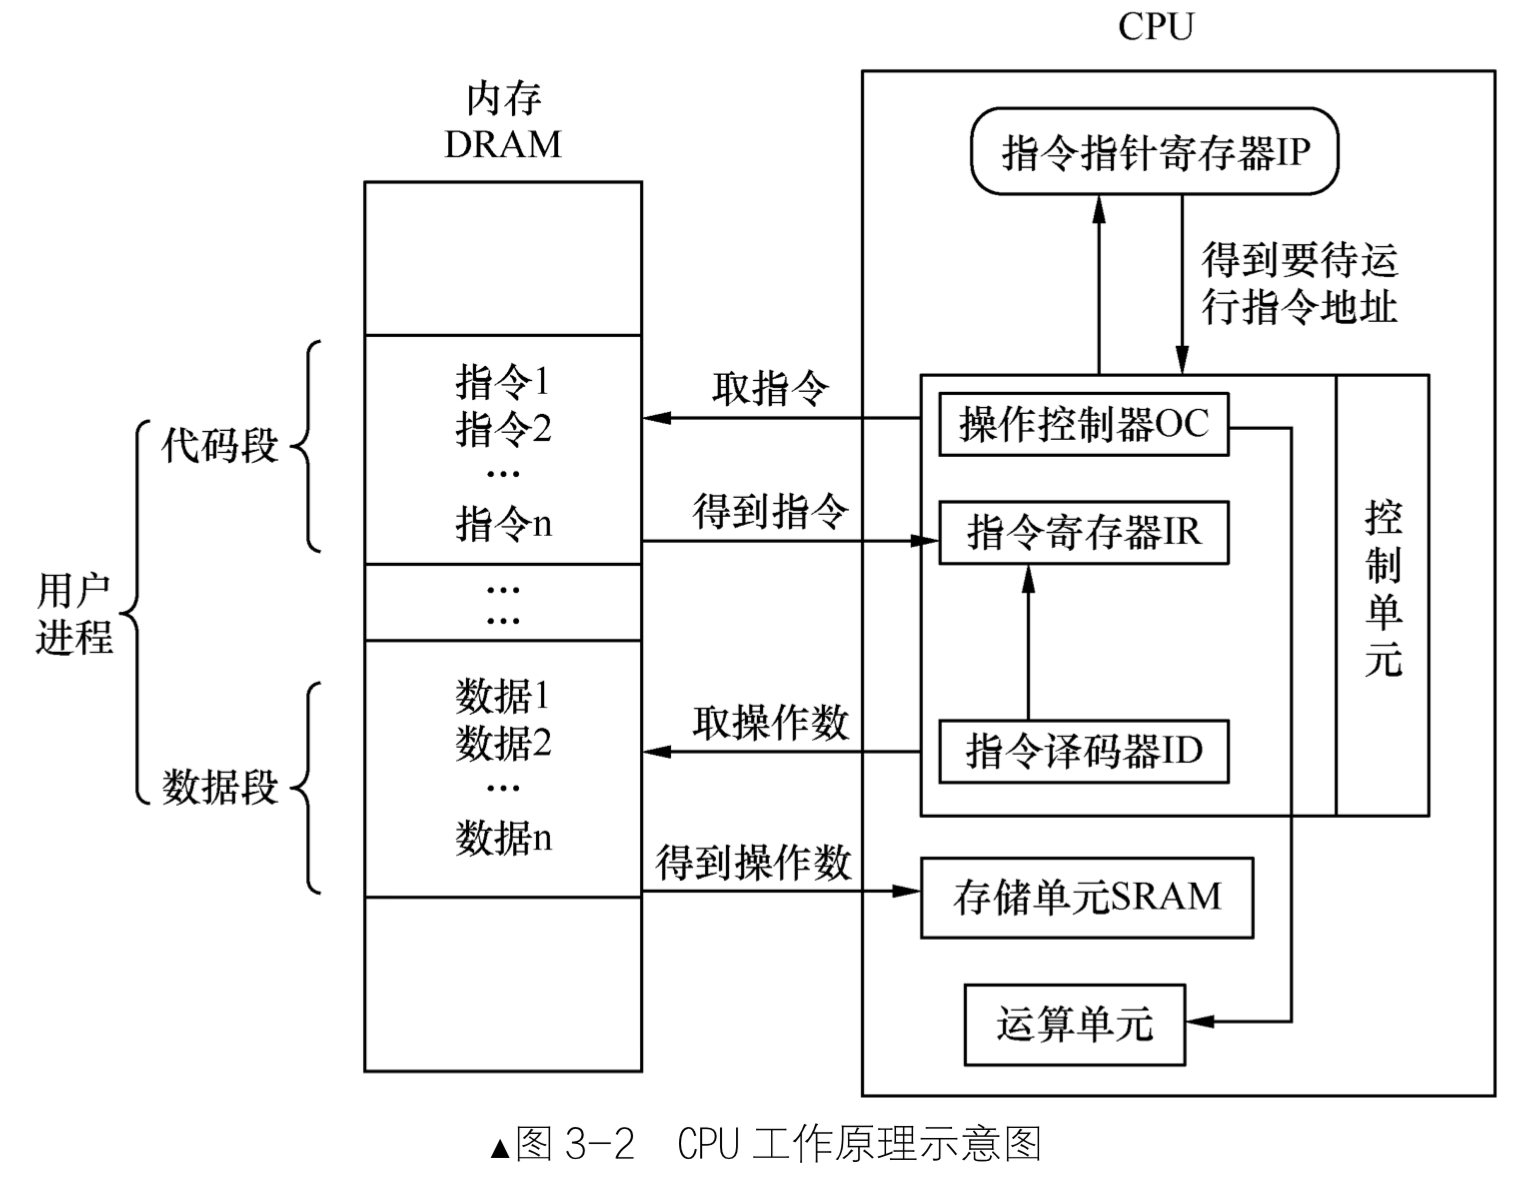 CPU
内存
DRAM
指令指针寄存器IP
得到要待运
行指令地址
指令1
指令2
…
指令n
代码段
取指令
得到指令
操作控制器OC
指令寄存器IR
控制单元
……
……
用户
进程
数据1
数据2
…
数据n
数据段
取操作数
得到操作数
指令译码器ID
存储单元SRAM
运算单元
▲图 3-2 CPU 工作原理示意图